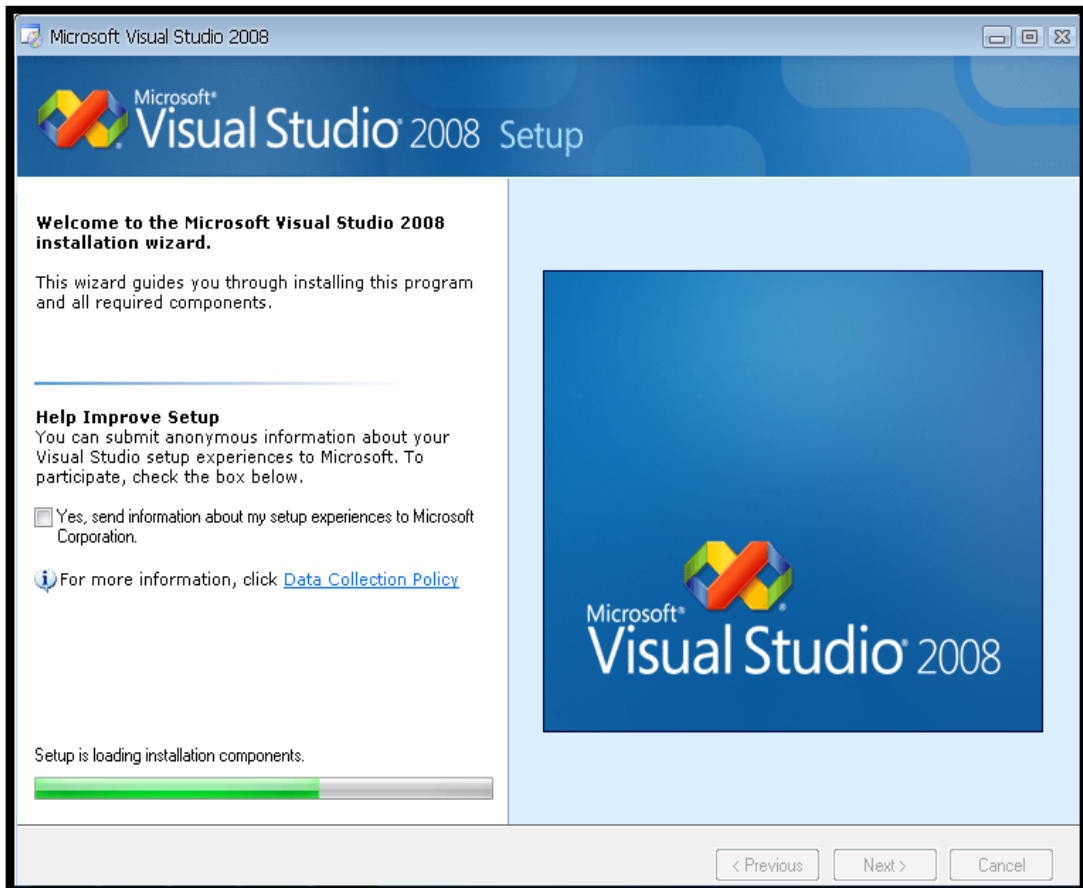 Microsoft Visual Studio 2008
Microsoft®
Visual Studio® 2008 Setup
Welcome to the Microsoft Visual Studio 2008
installation wizard.
This wizard guides you through installing this program
and all required components.
Help Improve Setup
You can submit anonymous information about your
Visual Studio setup experiences to Microsoft. To
participate, check the box below.
Yes, send information about my setup experiences to Microsoft
Corporation.
For more information, click Data Collection Policy
Setup is loading installation components.
Microsoft®
Visual Studio® 2008
< Previous
Next >
Cancel